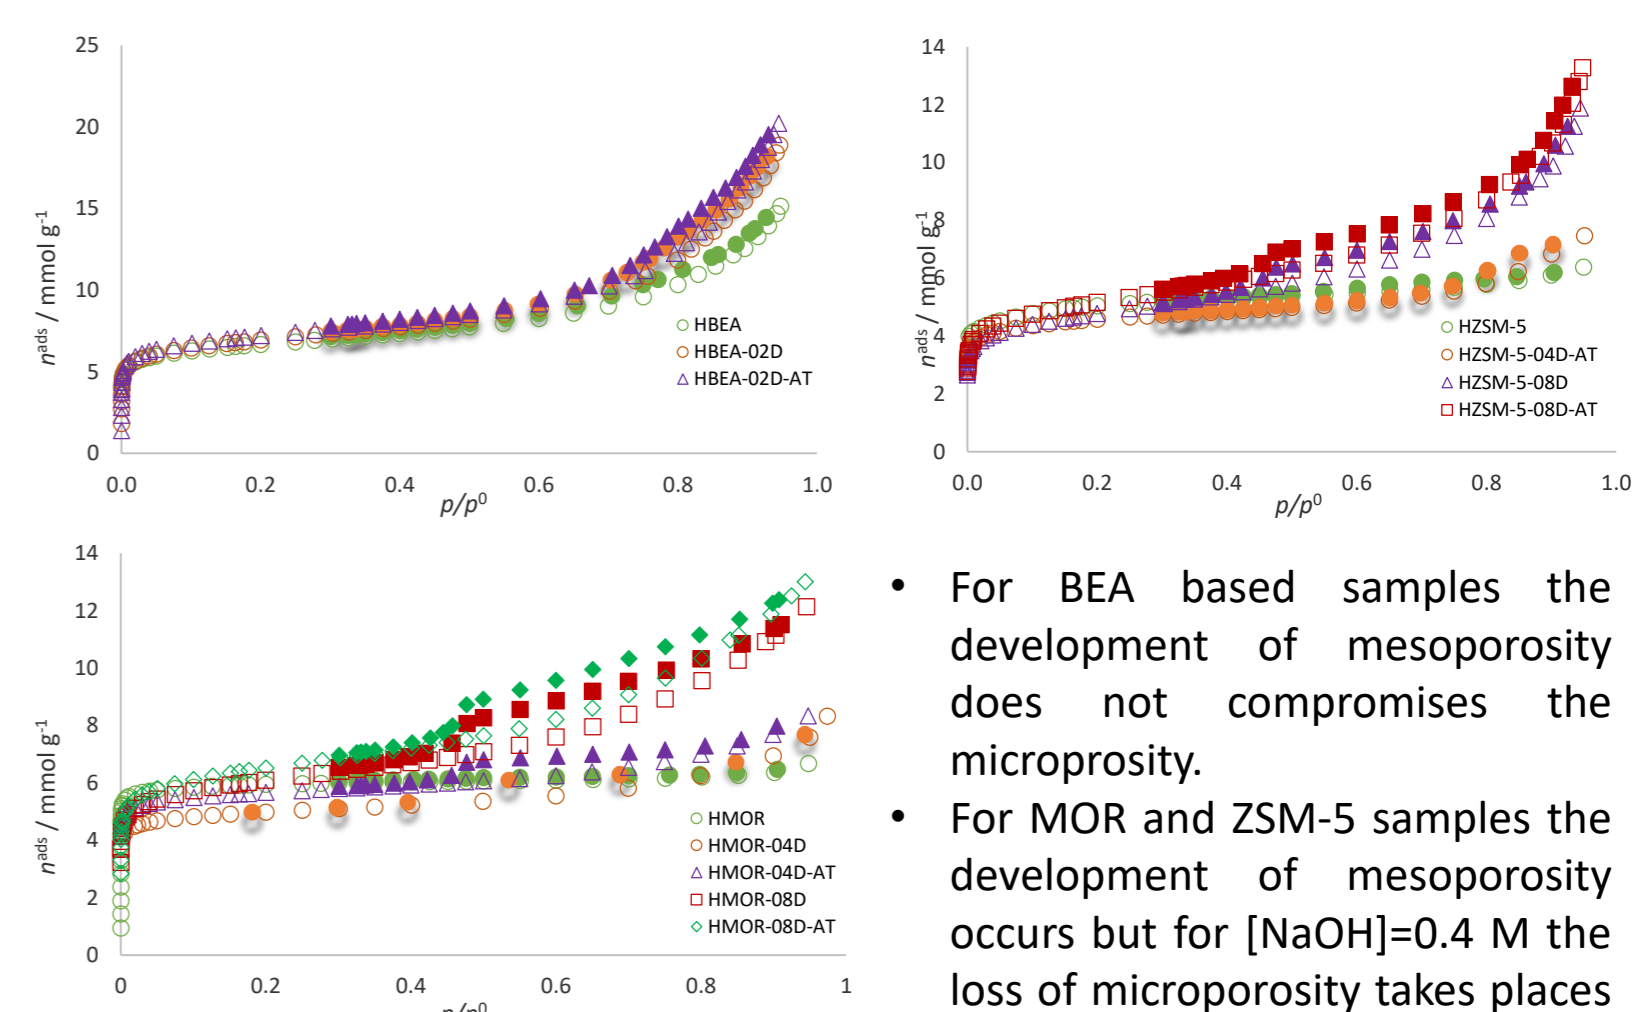 25
20
15
10
5
0
n^ads / mmol g^-1
HBEA
HBEA-02D
HBEA-02D-AT
0.0 0.2 0.4 0.6 0.8 1.0
p/p^0
14
12
10
8
6
4
2
0
n^ads / mmol g^-1
HZSM-5
HZSM-5-04D-AT
HZSM-5-08D
HZSM-5-08D-AT
0.0 0.2 0.4 0.6 0.8 1.0
p/p^0
14
12
10
8
6
4
2
0
n^ads / mmol g^-1
HMOR
HMOR-04D
HMOR-04D-AT
HMOR-08D
HMOR-08D-AT
0 0.2 0.4 0.6 0.8 1
p/p^0
• For BEA based samples the
development of mesoporosity
does not compromises the
microprosity.
• For MOR and ZSM-5 samples the
development of mesoporosity
occurs but for [NaOH]=0.4 M the
loss of microporosity takes places